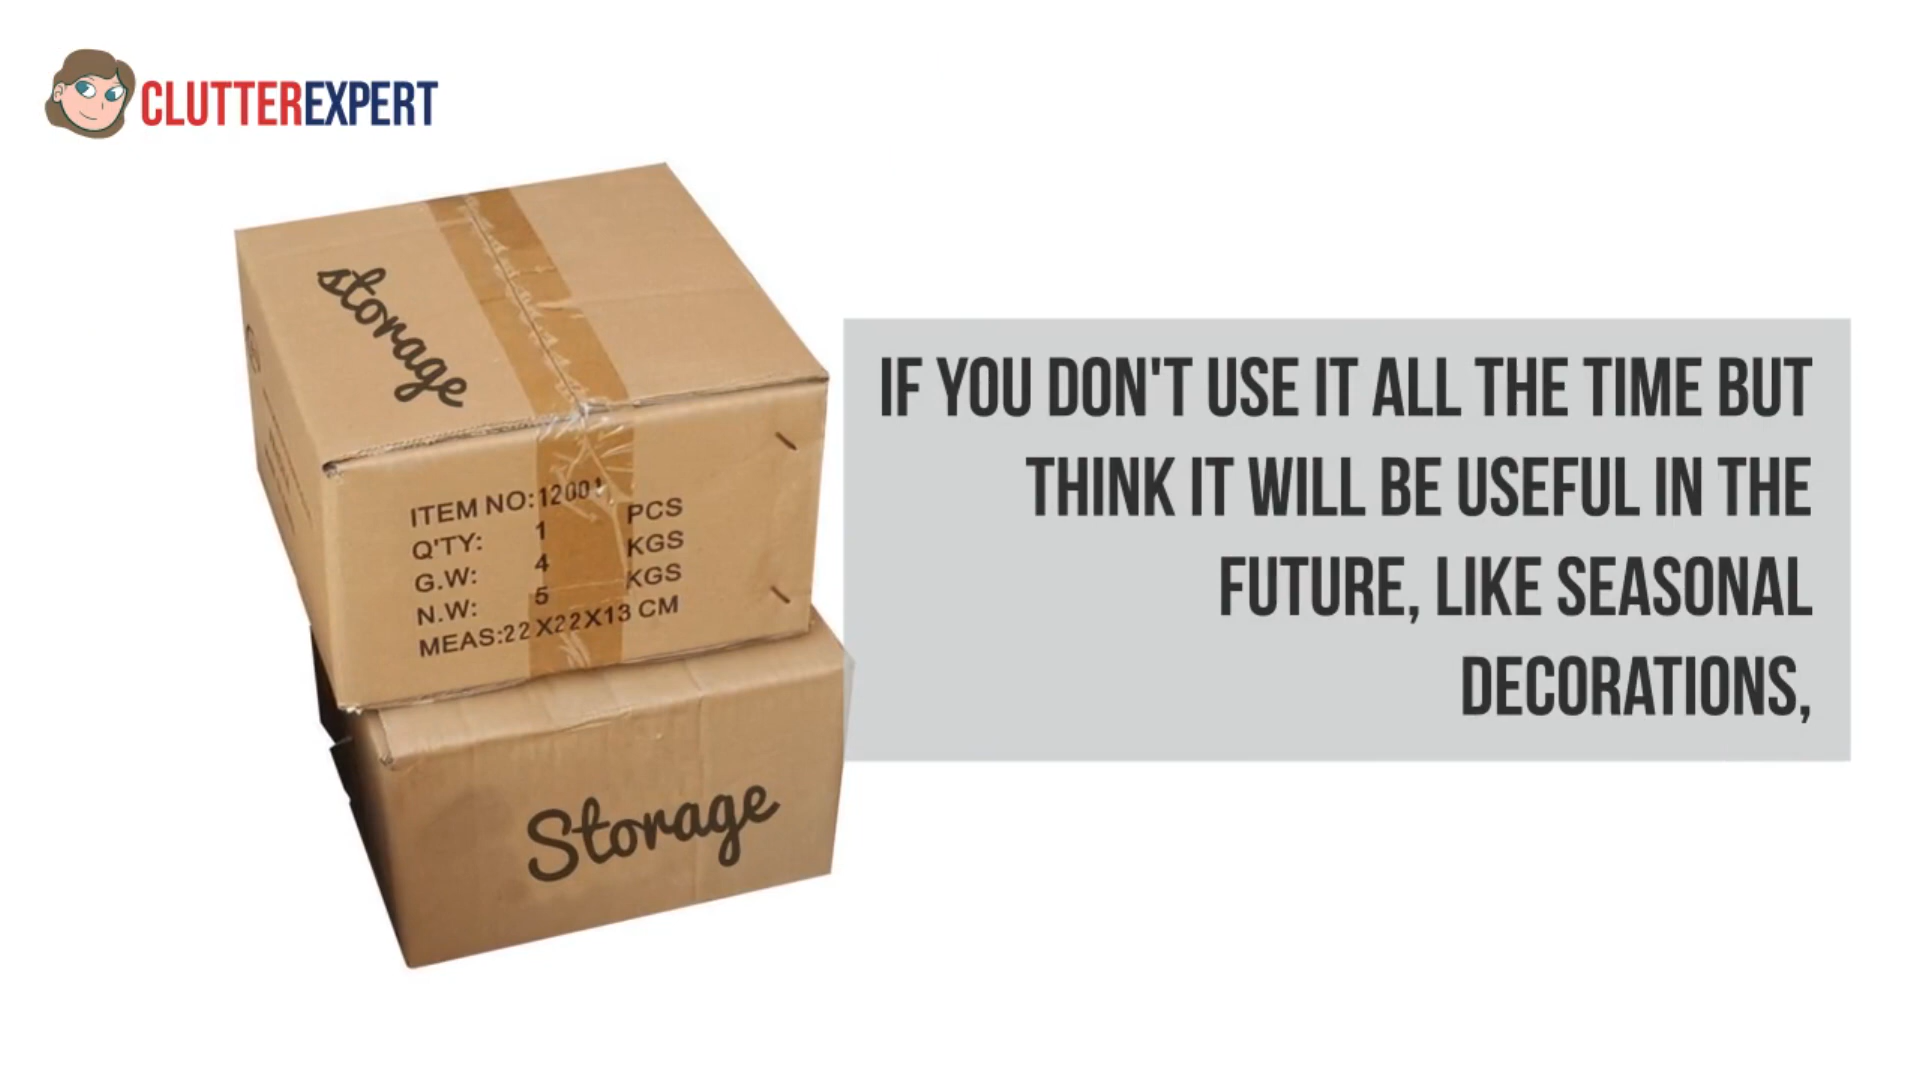 CLUTTEREXPERT
storage
ITEM NO: 12001
Q'TY: 1 PCS
G.W: 4 KGS
N.W: 5 KGS
MEAS:22X22X13 CM
Storage
IF YOU DON'T USE IT ALL THE TIME BUT
THINK IT WILL BE USEFUL IN THE
FUTURE, LIKE SEASONAL
DECORATIONS,